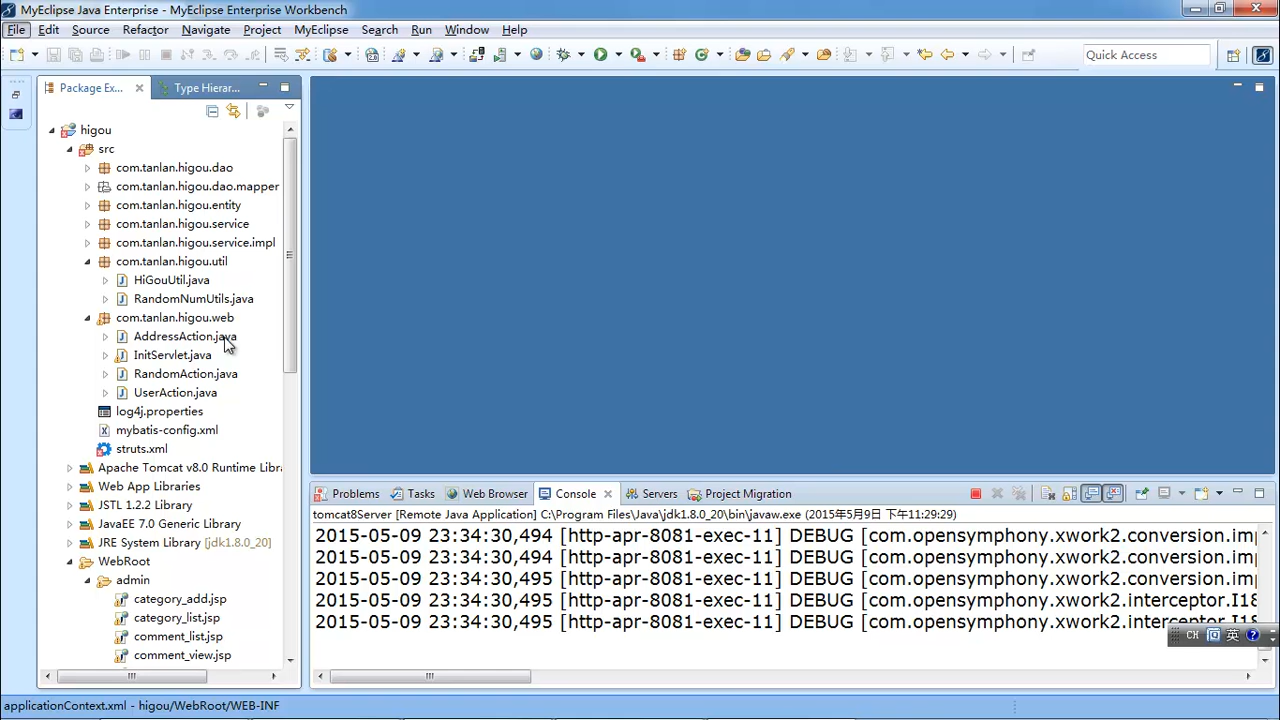 MyEclipse Java Enterprise - MyEclipse Enterprise Workbench
File Edit Source Refactor Navigate Project MyEclipse Search Run Window Help
Quick Access
Package Ex... Type Hierar...
higou
src
com.tanlan.higou.dao
com.tanlan.higou.dao.mapper
com.tanlan.higou.entity
com.tanlan.higou.service
com.tanlan.higou.service.impl
com.tanlan.higou.util
HiGouUtil.java
RandomNumUtils.java
com.tanlan.higou.web
AddressAction.java
InitServlet.java
RandomAction.java
UserAction.java
log4j.properties
mybatis-config.xml
struts.xml
Apache Tomcat v8.0 Runtime Libra
Web App Libraries
JSTL 1.2.2 Library
JavaEE 7.0 Generic Library
JRE System Library [jdk1.8.0_20]
WebRoot
admin
category_add.jsp
category_list.jsp
comment_list.jsp
comment_view.jsp
Problems Tasks Web Browser Console Servers Project Migration
tomcat8Server [Remote Java Application] C:\Program Files\Java\jdk1.8.0_20\bin\javaw.exe (2015年5月9日 下午11:29:29)
2015-05-09 23:34:30,494 [http-apr-8081-exec-11] DEBUG [com.opensymphony.xwork2.conversion.imp
2015-05-09 23:34:30,495 [http-apr-8081-exec-11] DEBUG [com.opensymphony.xwork2.conversion.imp
2015-05-09 23:34:30,495 [http-apr-8081-exec-11] DEBUG [com.opensymphony.xwork2.conversion.imp
2015-05-09 23:34:30,495 [http-apr-8081-exec-11] DEBUG [com.opensymphony.xwork2.interceptor.I18
2015-05-09 23:34:30,495 [http-apr-8081-exec-11] DEBUG [com.opensymphony.xwork2.interceptor.I18
CH 英
applicationContext.xml - higou/WebRoot/WEB-INF